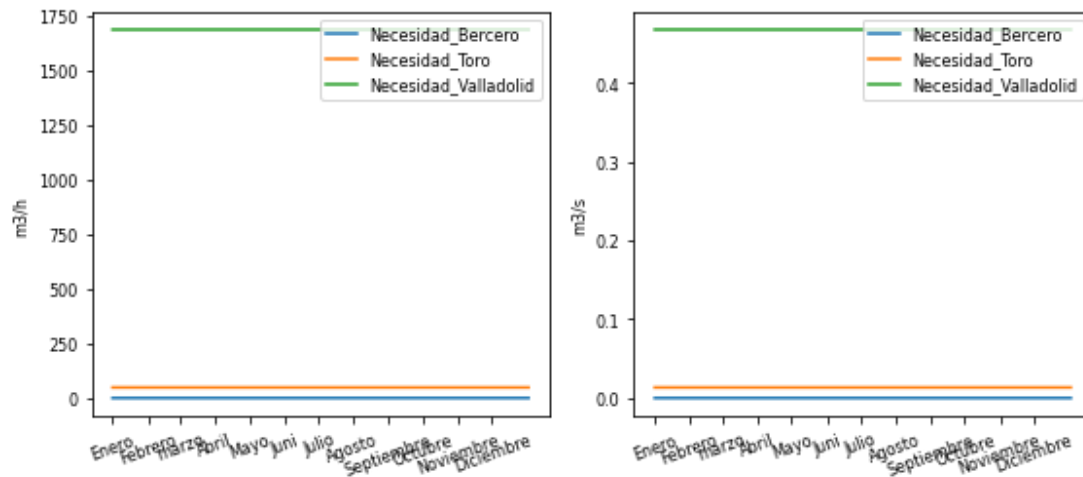 1750
1500
1250
1000
750
500
250
0
m3/h
Necesidad_Bercero
Necesidad_Toro
Necesidad_Valladolid
Enero
Febrero
marzo
Abril
Mayo
Juni
Julio
Agosto
Septiembre
Octubre
Noviembre
Diciembre
0.4
0.3
0.2
0.1
0.0
m3/s
Necesidad_Bercero
Necesidad_Toro
Necesidad_Valladolid
Enero
Febrero
marzo
Abril
Mayo
Juni
Julio
Agosto
Septiembre
Octubre
Noviembre
Diciembre